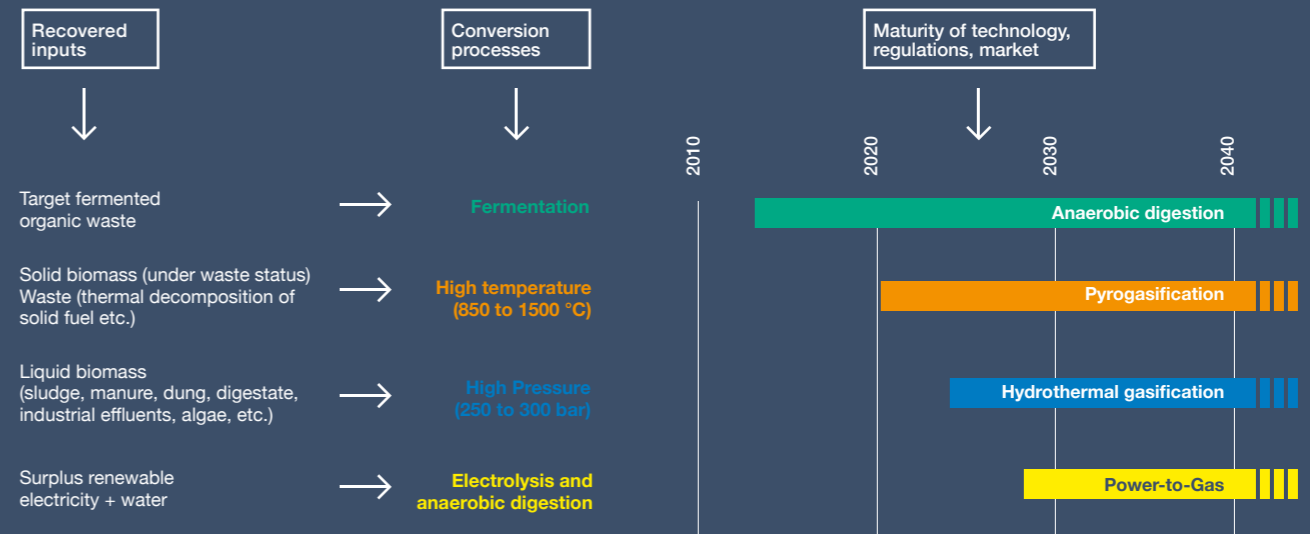 Recovered
inputs
Conversion
processes
Maturity of technology,
regulations, market
2010
2020
2030
2040
Target fermented
organic waste
Fermentation
Anaerobic digestion
Solid biomass (under waste status)
Waste (thermal decomposition of
solid fuel etc.)
High temperature
(850 to 1500 °C)
Pyrogasification
Liquid biomass
(sludge, manure, dung, digestate,
industrial effluents, algae, etc.)
High Pressure
(250 to 300 bar)
Hydrothermal gasification
Surplus renewable
electricity + water
Electrolysis and
anaerobic digestion
Power-to-Gas